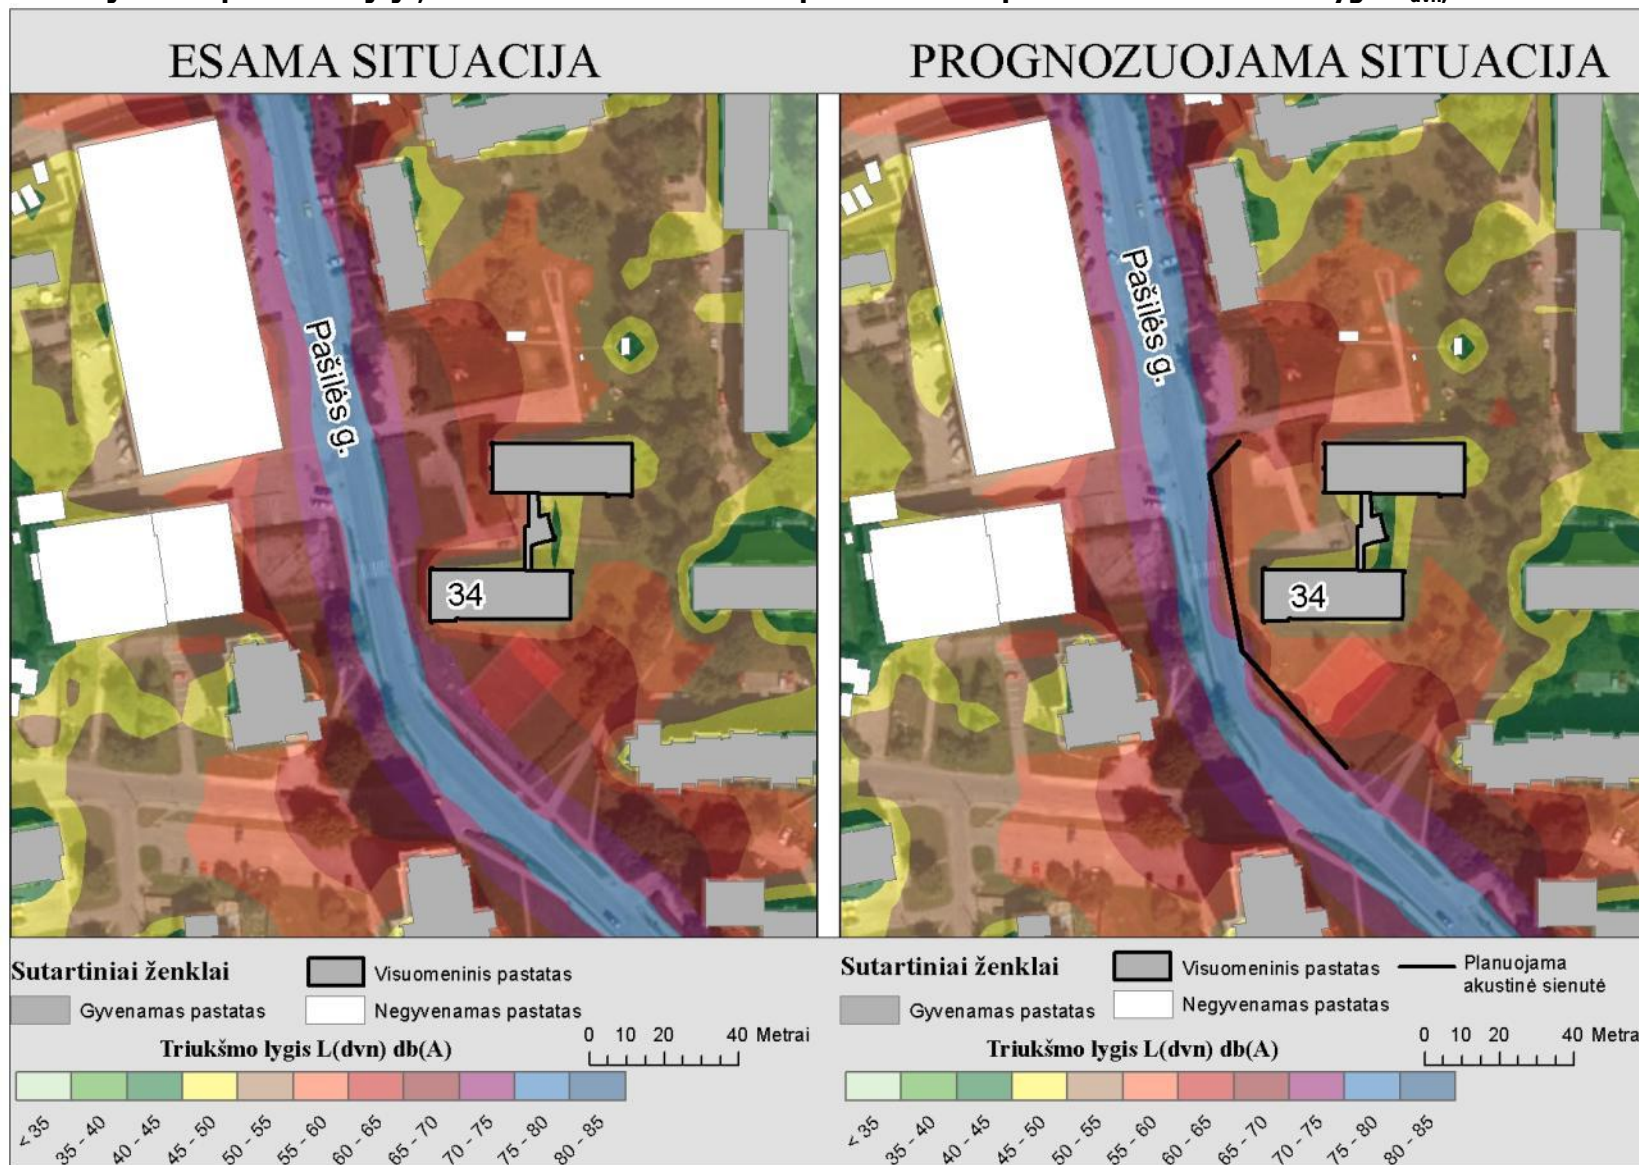 ESAMA SITUACIJA
PROGNOZUOJAMA SITUACIJA
Pašilės g.
34
Pašilės g.
34
Sutartiniai ženklai
Visuomeninis pastatas
Gyvenamas pastatas
Negyvenamas pastatas
0 10 20 40 Metrai
Triukšmo lygis L(dvn) db(A)
< 35
35 - 40
40 - 45
45 - 50
50 - 55
55 - 60
60 - 65
65 - 70
70 - 75
75 - 80
80 - 85
Sutartiniai ženklai
Visuomeninis pastatas
Planuojama
akustinė sienutė
Gyvenamas pastatas
Negyvenamas pastatas
0 10 20 40 Metra
Triukšmo lygis L(dvn) db(A)
< 35
35 - 40
40 - 45
45 - 50
50 - 55
55 - 60
60 - 65
65 - 70
70 - 75
75 - 80
80 - 85